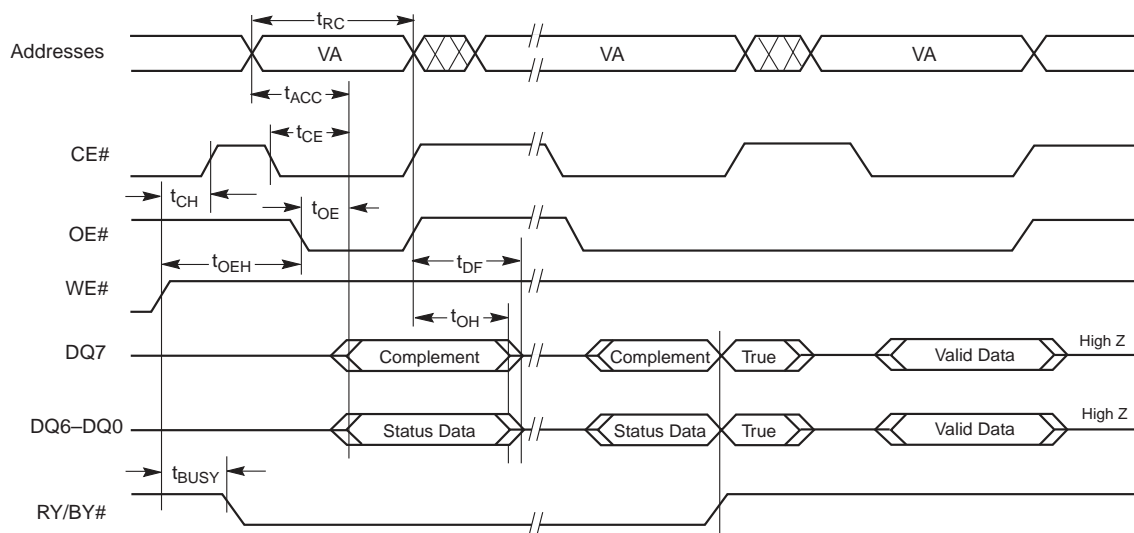 tRC
Addresses VA VA VA
tACC
tCE
CE#
tCH
tOE
OE#
tOEH
tDF
WE#
tOH
DQ7 Complement Complement True Valid Data High Z
DQ6–DQ0 Status Data Status Data True Valid Data High Z
tBUSY
RY/BY#